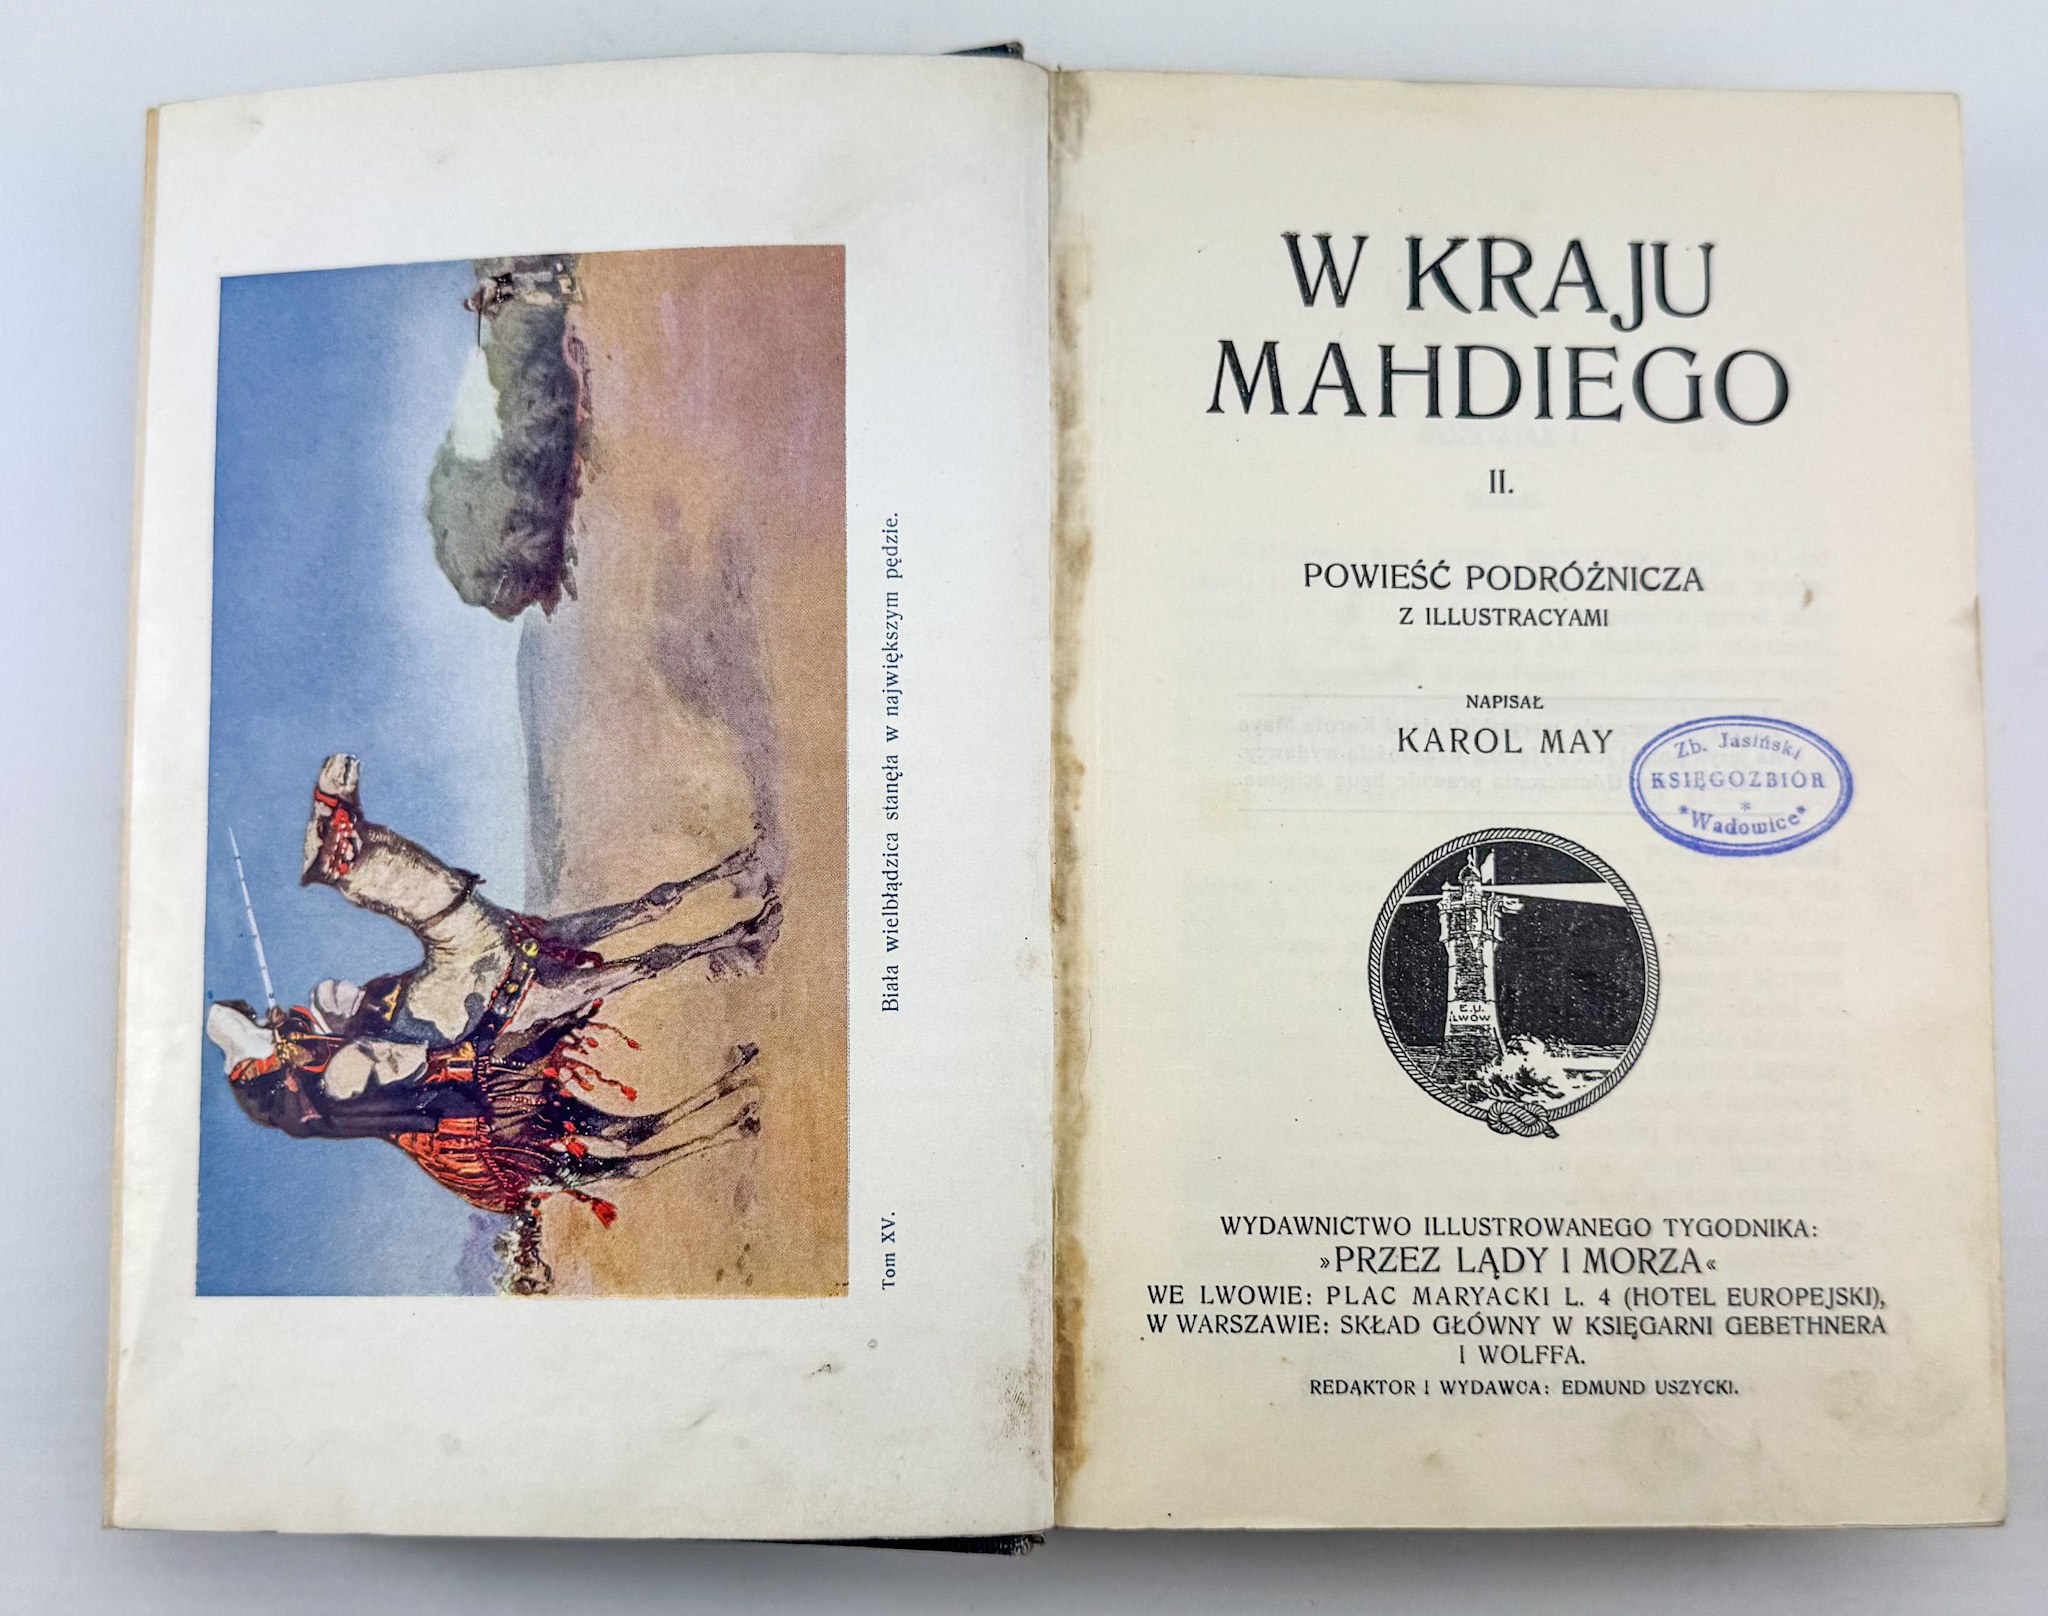 Biała wielbłądzica stanęła w największym pędzie.
Tom XV.
W KRAJU
MAHDIEGO
II.
POWIEŚĆ PODRÓŻNICZA
Z ILLUSTRACYAMI
NAPISAŁ
KAROL MAY
Zb. Jasiński
KSIĘGOZBIÓR
*
*Wadowice*
E.U.
LWÓW
WYDAWNICTWO ILLUSTROWANEGO TYGODNIKA:
»PRZEZ LĄDY I MORZA«
WE LWOWIE: PLAC MARYACKI L. 4 (HOTEL EUROPEJSKI),
W WARSZAWIE: SKŁAD GŁÓWNY W KSIĘGARNI GEBETHNERA
I WOLFFA.
REDAKTOR I WYDAWCA: EDMUND USZYCKI.